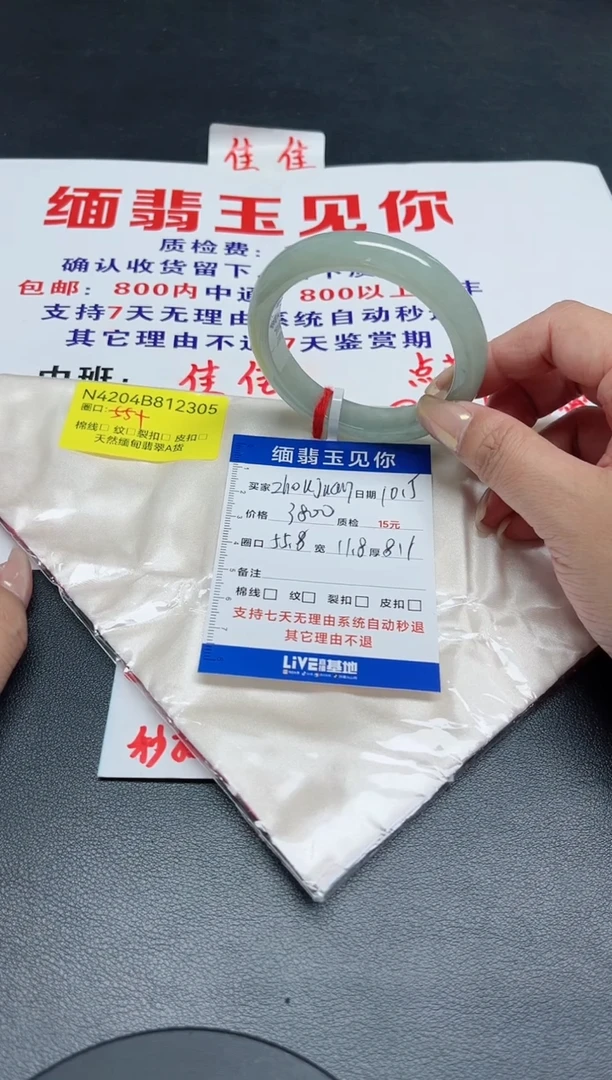 佳佳
缅翡玉见你
质检费：
确认收货留下
包邮：800内中通 800以上
支持7天无理由系统自动秒
其它理由不退 7天鉴赏期
中班： 佳佳
N4204B812305
圈口: 55+
棉线□ 纹□ 裂扣□ 皮扣□
天然缅甸翡翠A货
缅翡玉见你
买家 日期 10.5
价格 3800 质检 15元
圈口 55.8 宽 11.8 厚 8.1
备注
棉线□ 纹□ 裂扣□ 皮扣□
支持七天无理由系统自动秒退
其它理由不退
LiVE 基地